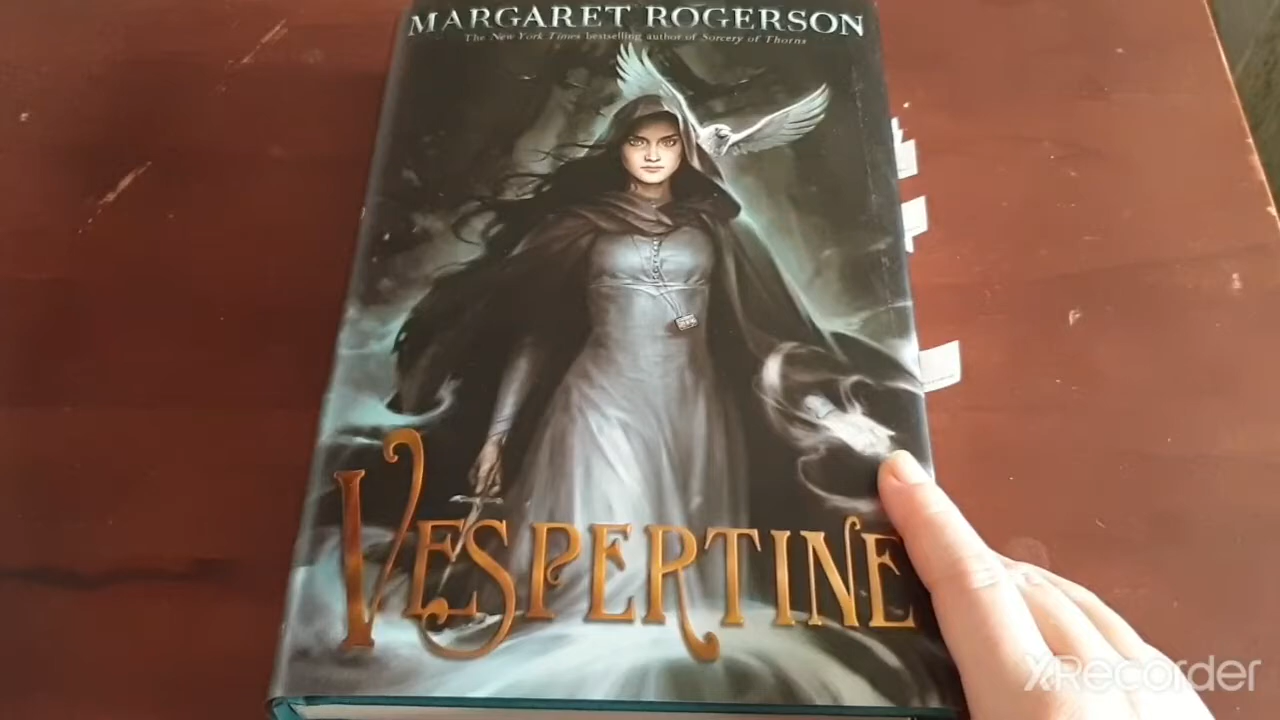 MARGARET ROGERSON
The New York Times bestselling author of Sorcery of Thorns
VESPERTINE
XRecorder